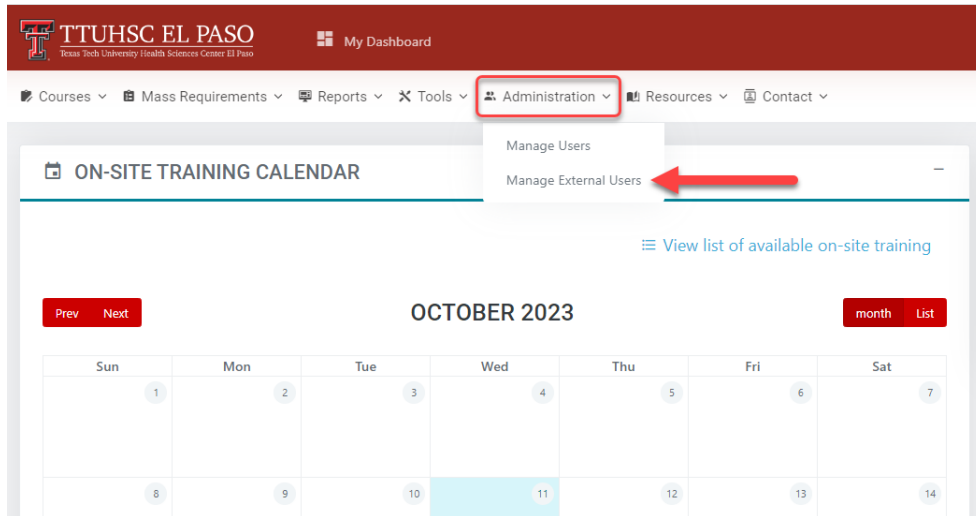 TTUHSC EL PASO
Texas Tech University Health Sciences Center El Paso
My Dashboard
Courses Mass Requirements Reports Tools Administration Resources Contact
Manage Users
Manage External Users
ON-SITE TRAINING CALENDAR
View list of available on-site training
Prev Next OCTOBER 2023 month List
Sun Mon Tue Wed Thu Fri Sat
1 2 3 4 5 6 7
8 9 10 11 12 13 14